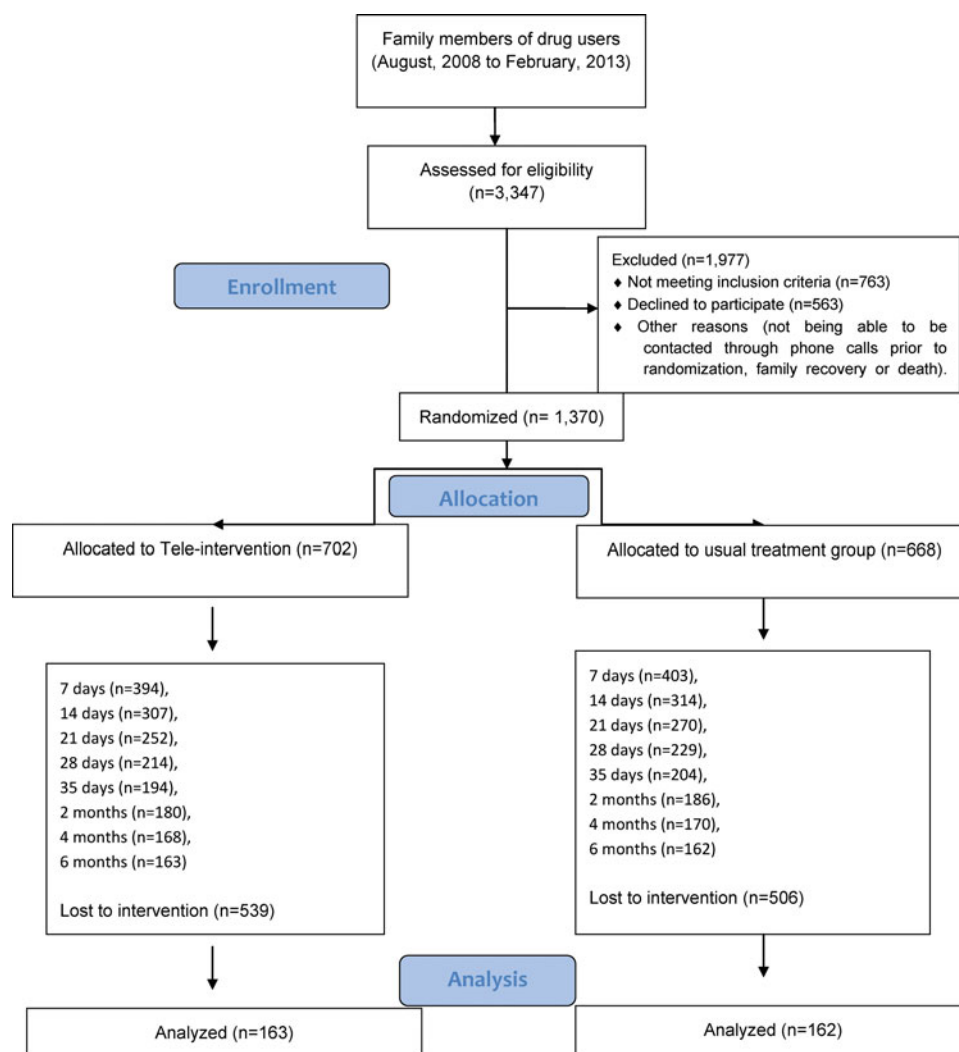 Family members of drug users
(August, 2008 to February, 2013)
Assessed for eligibility
(n=3,347)
Enrollment
Excluded (n=1,977)
♦ Not meeting inclusion criteria (n=763)
♦ Declined to participate (n=563)
♦ Other reasons (not being able to be
contacted through phone calls prior to
randomization, family recovery or death).
Randomized (n= 1,370)
Allocation
Allocated to Tele-intervention (n=702)
Allocated to usual treatment group (n=668)
7 days (n=394),
14 days (n=307),
21 days (n=252),
28 days (n=214),
35 days (n=194),
2 months (n=180),
4 months (n=168),
6 months (n=163)
Lost to intervention (n=539)
7 days (n=403),
14 days (n=314),
21 days (n=270),
28 days (n=229),
35 days (n=204),
2 months (n=186),
4 months (n=170),
6 months (n=162)
Lost to intervention (n=506)
Analysis
Analyzed (n=163)
Analyzed (n=162)